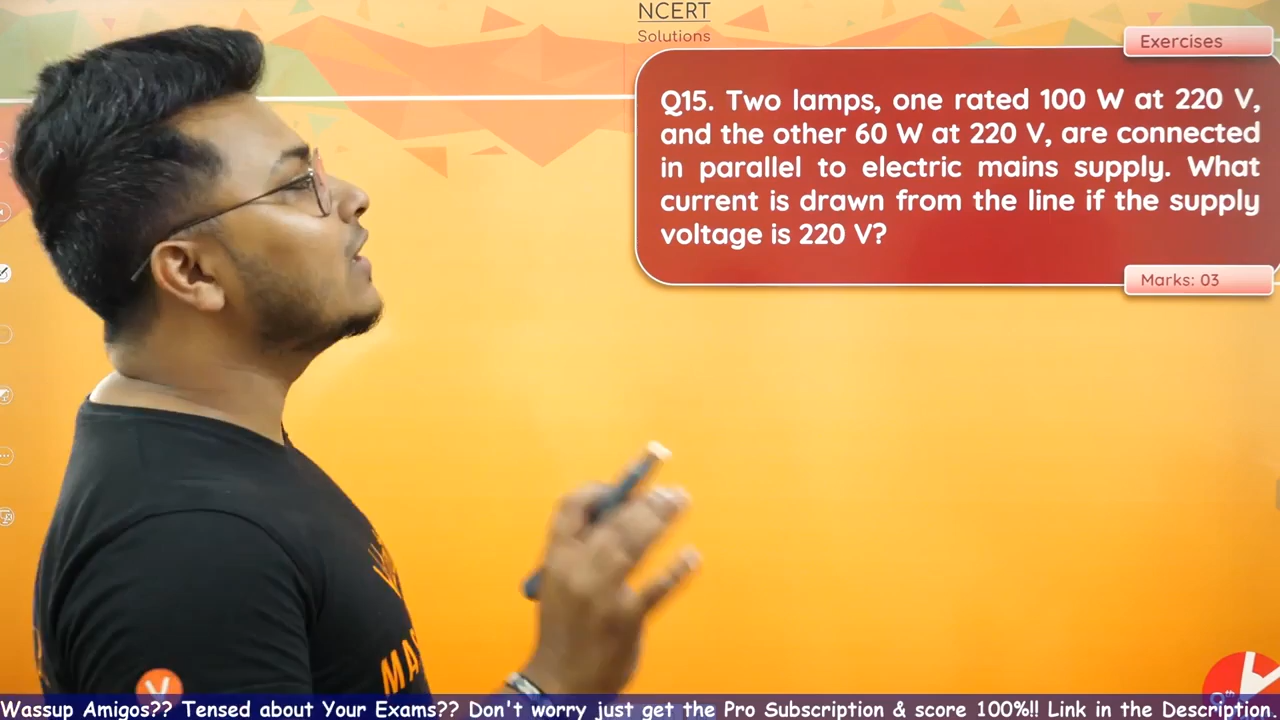 NCERT
Solutions
Exercises
Q15. Two lamps, one rated 100 W at 220 V,
and the other 60 W at 220 V, are connected
in parallel to electric mains supply. What
current is drawn from the line if the supply
voltage is 220 V?
Marks: 03
MA
9th
Wassup Amigos?? Tensed about Your Exams?? Don't worry just get the Pro Subscription & score 100%!! Link in the Description